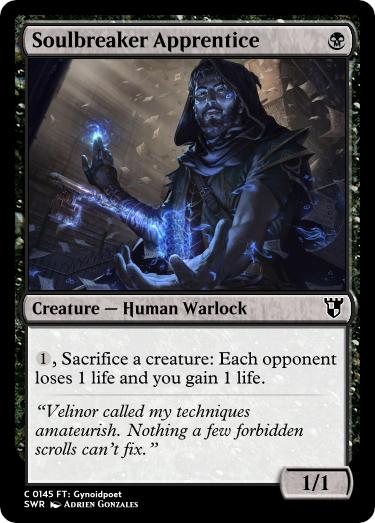 Soulbreaker Apprentice
Creature — Human Warlock
1, Sacrifice a creature: Each opponent
loses 1 life and you gain 1 life.
“Velinor called my techniques
amateurish. Nothing a few forbidden
scrolls can’t fix.”
1/1
C 0145 FT: Gynoidpoet
SWR Adrien Gonzales